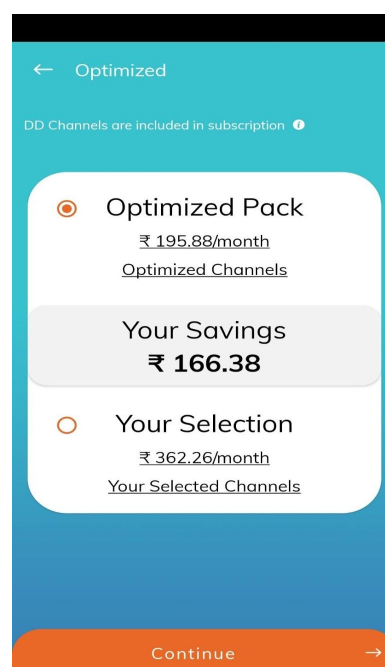 ← Optimized
DD Channels are included in subscription i
Optimized Pack
₹ 195.88/month
Optimized Channels
Your Savings
₹ 166.38
Your Selection
₹ 362.26/month
Your Selected Channels
Continue →